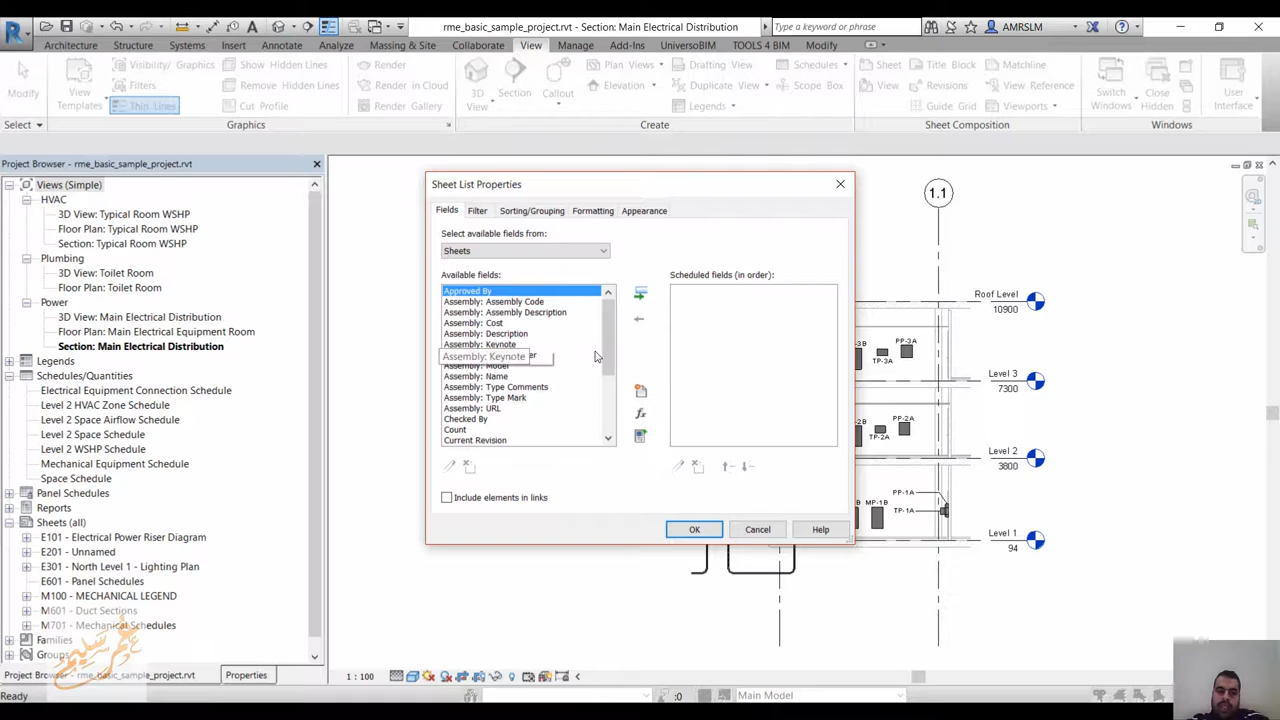 rme_basic_sample_project.rvt - Section: Main Electrical Distribution
Type a keyword or phrase
AMRSLM
Architecture Structure Systems Insert Annotate Analyze Massing & Site Collaborate View Manage Add-Ins UniversoBIM TOOLS 4 BIM Modify
Modify
View Templates
Visibility/ Graphics
Filters
Thin Lines
Show Hidden Lines
Remove Hidden Lines
Cut Profile
Render
Render in Cloud
Render Gallery
3D View
Section
Callout
Plan Views
Elevation
Drafting View
Duplicate View
Legends
Schedules
Scope Box
Sheet
View
Title Block
Revisions
Guide Grid
Matchline
View Reference
Viewports
Switch Windows
Close Hidden
User Interface
Select
Graphics
Create
Sheet Composition
Windows
Project Browser - rme_basic_sample_project.rvt
Views (Simple)
HVAC
3D View: Typical Room WSHP
Floor Plan: Typical Room WSHP
Section: Typical Room WSHP
Plumbing
3D View: Toilet Room
Floor Plan: Toilet Room
Power
3D View: Main Electrical Distribution
Floor Plan: Main Electrical Equipment Room
Section: Main Electrical Distribution
Legends
Schedules/Quantities
Electrical Equipment Connection Schedule
Level 2 HVAC Zone Schedule
Level 2 Space Airflow Schedule
Level 2 Space Schedule
Level 2 WSHP Schedule
Mechanical Equipment Schedule
Space Schedule
Panel Schedules
Reports
Sheets (all)
E101 - Electrical Power Riser Diagram
E201 - Unnamed
E301 - North Level 1 - Lighting Plan
E601 - Panel Schedules
M100 - MECHANICAL LEGEND
M601 - Duct Sections
M701 - Mechanical Schedules
Families
Groups
عمر سليم
Project Browser - rme_basic_sample_project.rvt
Properties
Ready
Sheet List Properties
Fields Filter Sorting/Grouping Formatting Appearance
Select available fields from:
Sheets
Available fields:
Approved By
Assembly: Assembly Code
Assembly: Assembly Description
Assembly: Cost
Assembly: Description
Assembly: Keynote
Assembly: Keynote
Assembly: Model
Assembly: Name
Assembly: Type Comments
Assembly: Type Mark
Assembly: URL
Checked By
Count
Current Revision
Scheduled fields (in order):
Include elements in links
OK Cancel Help
1.1
Roof Level
10900
Level 3
7300
Level 2
3800
Level 1
94
TP-3A
PP-3A
TP-2A
PP-2A
PP-1A
TP-1A
MP-1B
1 : 100
:0
Main Model